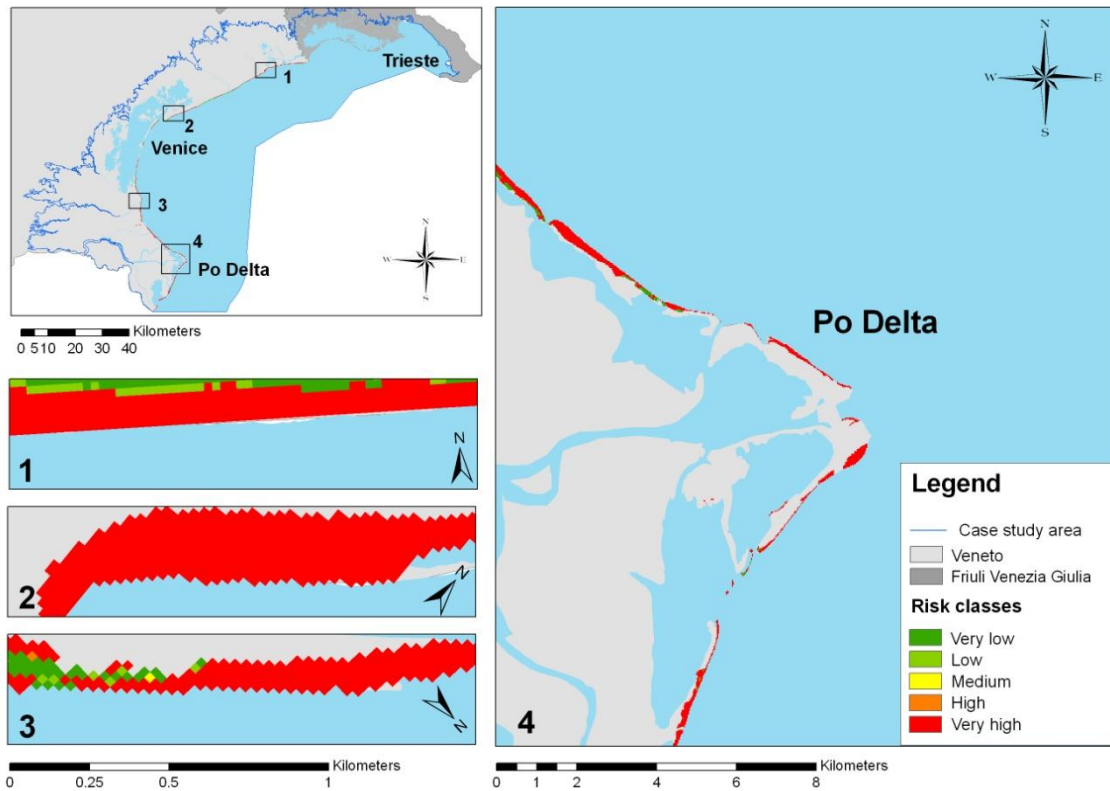 Trieste
1
2
Venice
3
4
Po Delta
N
W E
S
Kilometers
0 5 10 20 30 40
1
N
2
N
3
N
Kilometers
0 0.25 0.5 1
N
W E
S
Po Delta
4
Legend
Case study area
Veneto
Friuli Venezia Giulia
Risk classes
Very low
Low
Medium
High
Very high
Kilometers
0 2 4 6 8